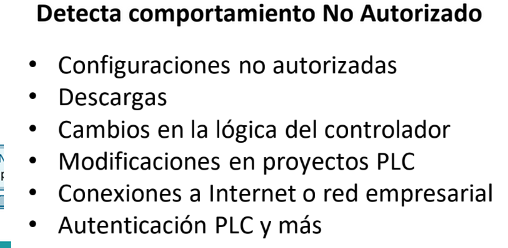 Detecta comportamiento No Autorizado
• Configuraciones no autorizadas
• Descargas
• Cambios en la lógica del controlador
• Modificaciones en proyectos PLC
• Conexiones a Internet o red empresarial
• Autenticación PLC y más